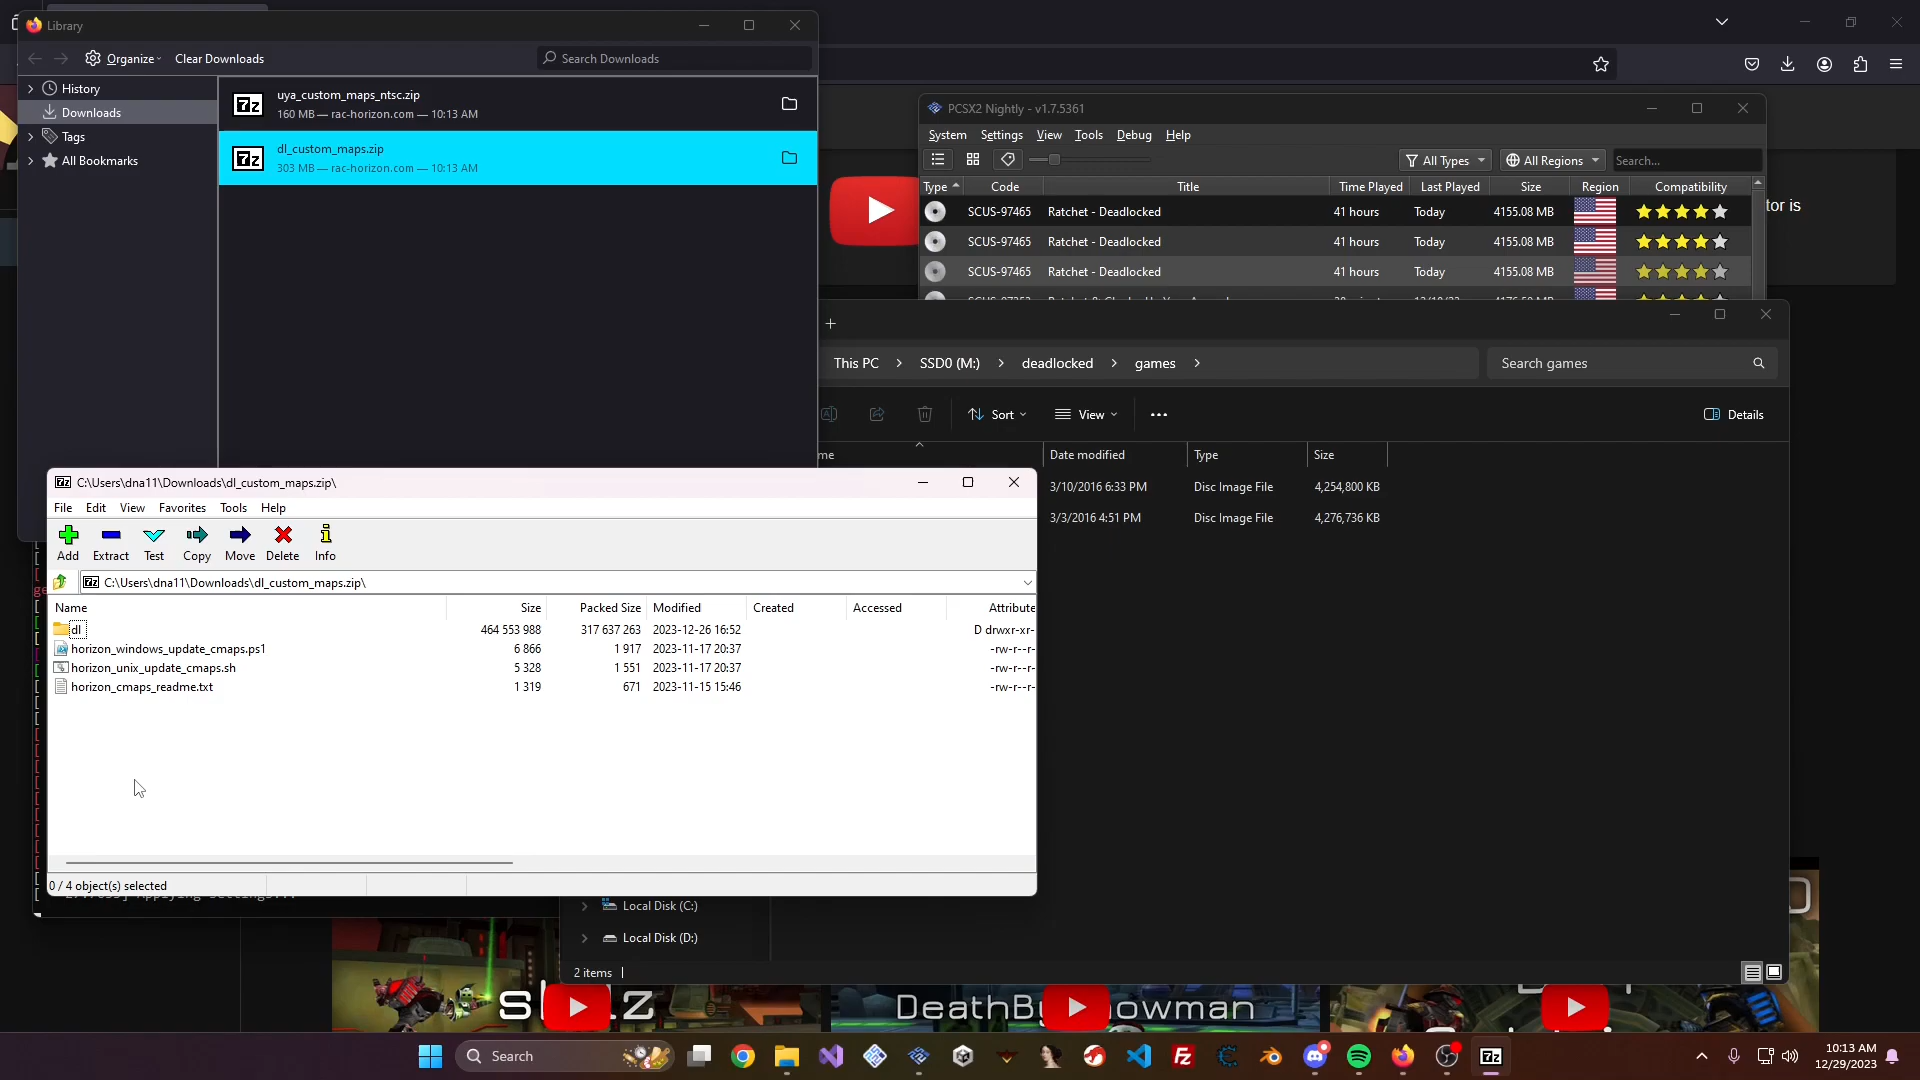 Library
Organize
Clear Downloads
Search Downloads
History
Downloads
Tags
All Bookmarks
uya_custom_maps_ntsc.zip
160 MB — rac-horizon.com — 10:13 AM
dl_custom_maps.zip
303 MB — rac-horizon.com — 10:13 AM
PCSX2 Nightly - v1.7.5361
System Settings View Tools Debug Help
All Types All Regions Search...
Type Code Title Time Played Last Played Size Region Compatibility
SCUS-97465 Ratchet - Deadlocked 41 hours Today 4155.08 MB
SCUS-97465 Ratchet - Deadlocked 41 hours Today 4155.08 MB
SCUS-97465 Ratchet - Deadlocked 41 hours Today 4155.08 MB
tor is
This PC > SSD0 (M:) > deadlocked > games >
Search games
Sort View Details
me Date modified Type Size
3/10/2016 6:33 PM Disc Image File 4,254,800 KB
3/3/2016 4:51 PM Disc Image File 4,276,736 KB
C:\Users\dna11\Downloads\dl_custom_maps.zip\
File Edit View Favorites Tools Help
Add Extract Test Copy Move Delete Info
C:\Users\dna11\Downloads\dl_custom_maps.zip\
Name Size Packed Size Modified Created Accessed Attribute
dl 464 553 988 317 637 263 2023-12-26 16:52 D drwxr-xr-
horizon_windows_update_cmaps.ps1 6 866 1 917 2023-11-17 20:37 -rw-r--r-
horizon_unix_update_cmaps.sh 5 328 1 551 2023-11-17 20:37 -rw-r--r-
horizon_cmaps_readme.txt 1 319 671 2023-11-15 15:46 -rw-r--r-
0 / 4 object(s) selected
Local Disk (C:)
Local Disk (D:)
2 items
DeathBy owman
Search
10:13 AM
12/29/2023